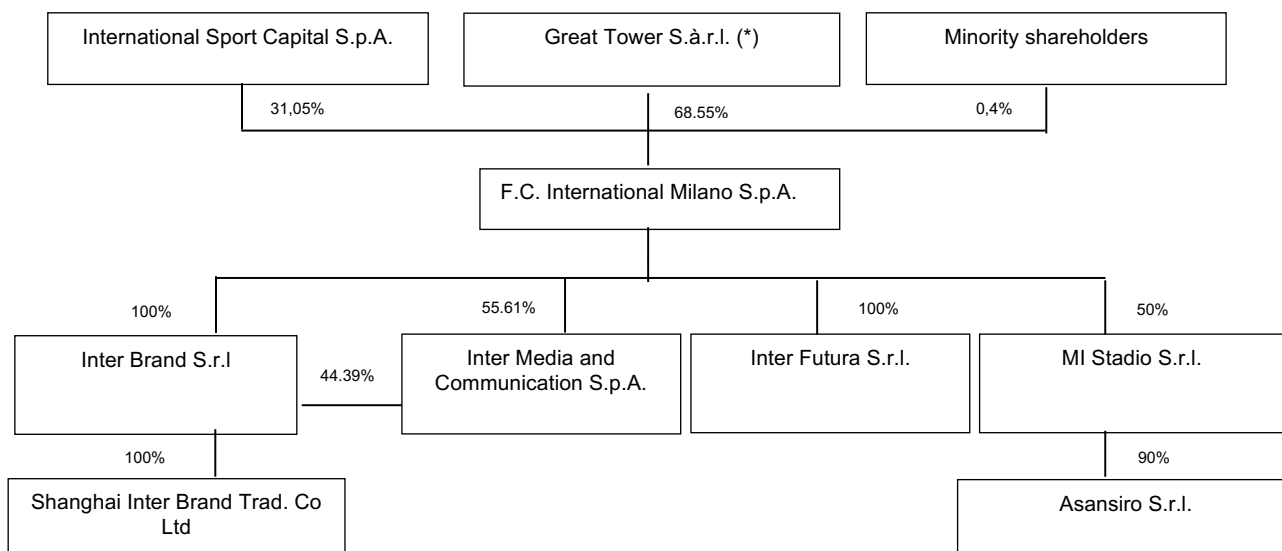 International Sport Capital S.p.A.
Great Tower S.à.r.l. (*)
Minority shareholders
31,05%
68.55%
0,4%
F.C. International Milano S.p.A.
100%
55.61%
100%
50%
Inter Brand S.r.l
44.39%
Inter Media and
Communication S.p.A.
Inter Futura S.r.l.
MI Stadio S.r.l.
100%
90%
Shanghai Inter Brand Trad. Co
Ltd
Asansiro S.r.l.